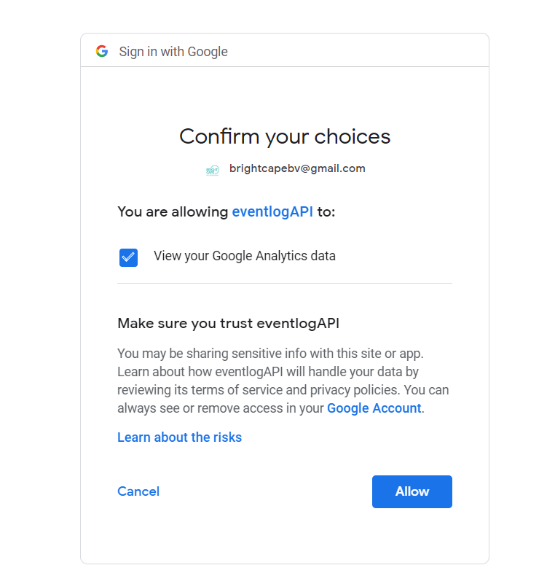 Sign in with Google
Confirm your choices
brightcapebv@gmail.com
You are allowing eventlogAPI to:
View your Google Analytics data
Make sure you trust eventlogAPI
You may be sharing sensitive info with this site or app.
Learn about how eventlogAPI will handle your data by
reviewing its terms of service and privacy policies. You can
always see or remove access in your Google Account.
Learn about the risks
Cancel
Allow